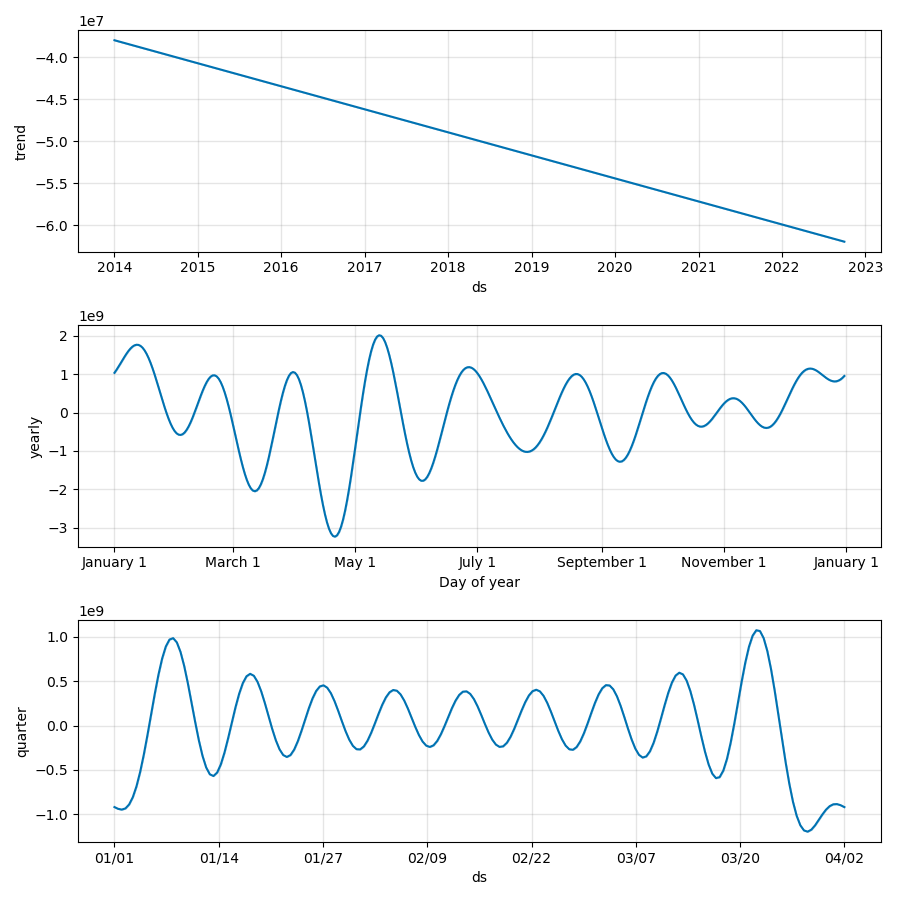 1e7
−4.0
−4.5
−5.0
−5.5
−6.0
trend
2014 2015 2016 2017 2018 2019 2020 2021 2022 2023
ds
1e9
2
1
0
−1
−2
−3
yearly
January 1 March 1 May 1 July 1 September 1 November 1 January 1
Day of year
1e9
1.0
0.5
0.0
−0.5
−1.0
quarter
01/01 01/14 01/27 02/09 02/22 03/07 03/20 04/02
ds